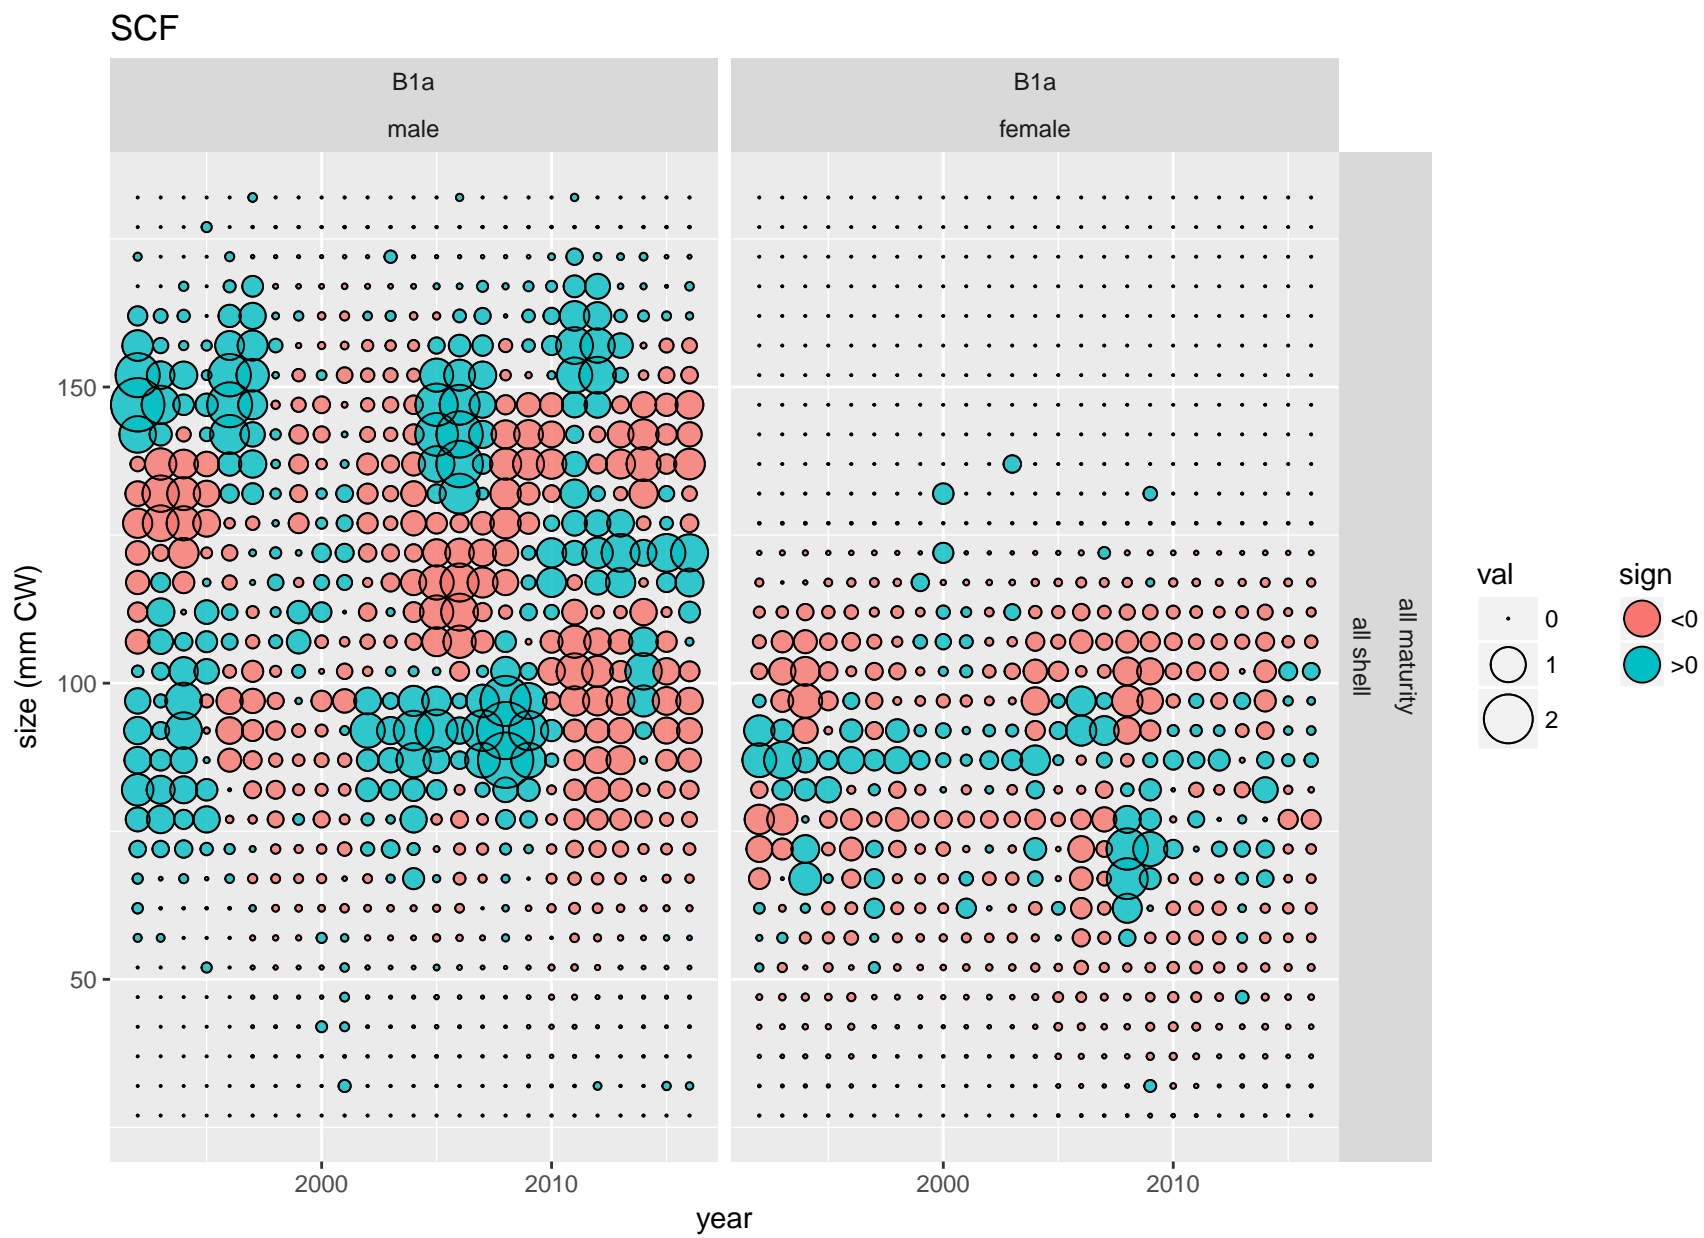 SCF
B1a
male
B1a
female
150
100
50
size (mm CW)
2000
2010
2000
2010
year
all maturity
all shell
val
0
1
2
sign
<0
>0